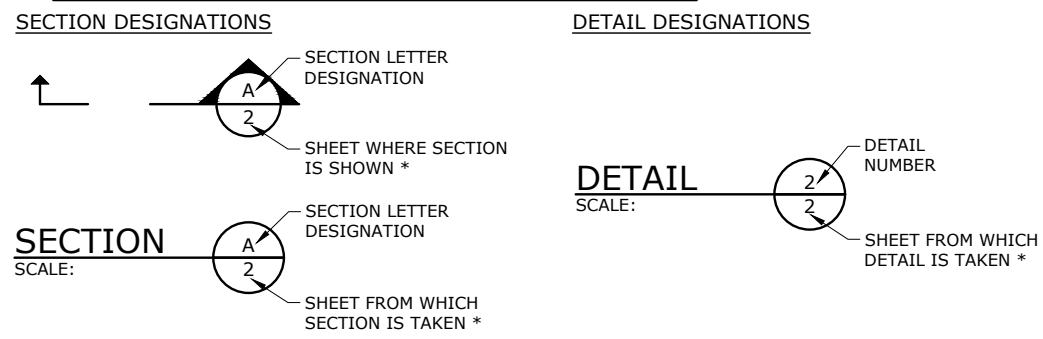 SECTION DESIGNATIONS
SECTION LETTER
DESIGNATION
A
2
SHEET WHERE SECTION
IS SHOWN *
SECTION LETTER
DESIGNATION
SECTION
SCALE:
A
2
SHEET FROM WHICH
SECTION IS TAKEN *
DETAIL DESIGNATIONS
DETAIL
NUMBER
DETAIL
SCALE:
2
2
SHEET FROM WHICH
DETAIL IS TAKEN *